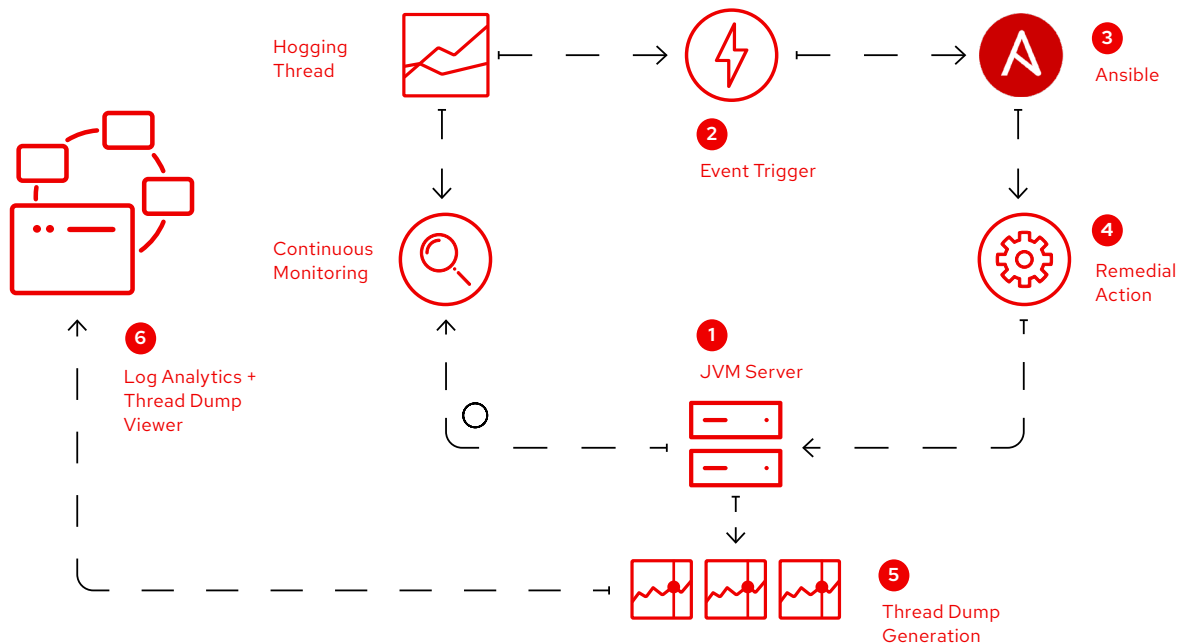 Hogging
Thread
3
Ansible
2
Event Trigger
Continuous
Monitoring
4
Remedial
Action
6
Log Analytics +
Thread Dump
Viewer
1
JVM Server
5
Thread Dump
Generation